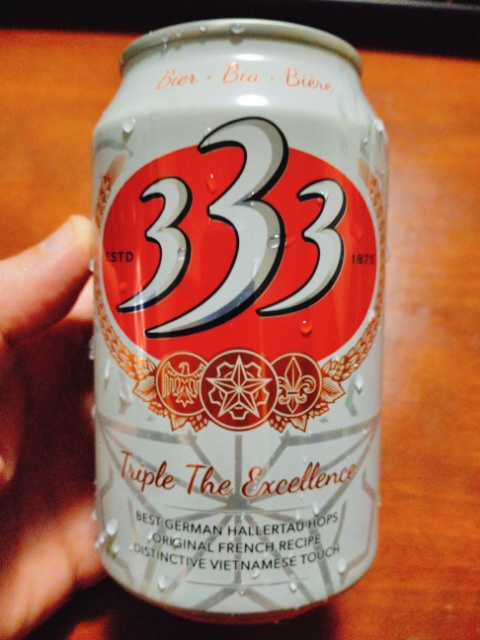 Bier · Bia · Bière
333
ESTD 1875
Triple The Excellence
BEST GERMAN HALLERTAU HOPS
ORIGINAL FRENCH RECIPE
DISTINCTIVE VIETNAMESE TOUCH